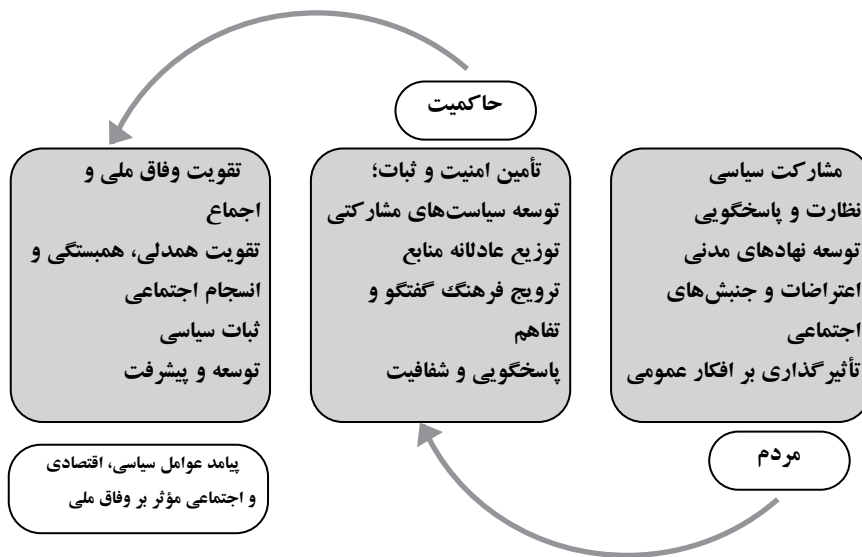 حاکمیت
مشارکت سیاسی
نظارت و پاسخگویی
توسعه نهادهای مدنی
اعتراضات و جنبش‌های
اجتماعی
تأثیرگذاری بر افکار عمومی
مردم
تأمین امنیت و ثبات؛
توسعه سیاست‌های مشارکتی
توزیع عادلانه منابع
ترویج فرهنگ گفتگو و
تفاهم
پاسخگویی و شفافیت
تقویت وفاق ملی و
اجماع
تقویت همدلی، همبستگی و
انسجام اجتماعی
ثبات سیاسی
توسعه و پیشرفت
پیامد عوامل سیاسی، اقتصادی
و اجتماعی مؤثر بر وفاق ملی